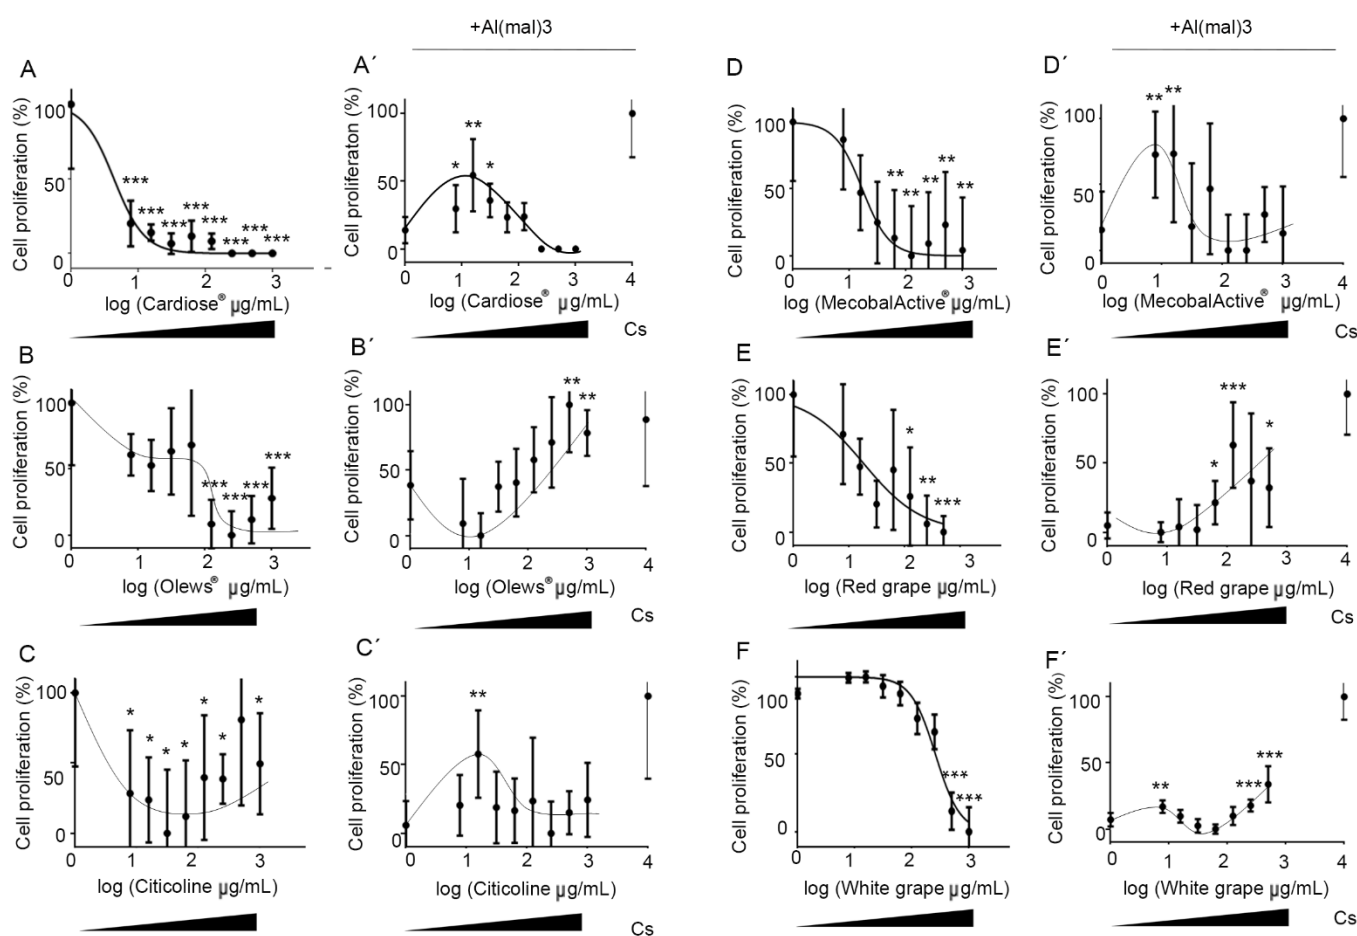 +Al(mal)3
+Al(mal)3
A
Cell proliferation (%)
100
50
0
***
***
***
***
***
***
***
***
0 1 2 3
log (Cardiose® µg/mL)
A´
Cell proliferaton (%)
100
50
0
*
**
*
0 1 2 3 4
log (Cardiose® µg/mL)
Cs
D
Cell proliferation (%)
100
50
0
**
**
**
**
**
0 1 2 3 4
log (MecobalActive® µg/mL)
D´
Cell proliferation (%)
100
50
0
**
**
0 1 2 3 4
log (MecobalActive® µg/mL)
Cs
B
Cell proliferation (%)
100
50
0
***
***
***
***
0 1 2 3
log (Olews® µg/mL)
B´
Cell proliferation (%)
100
50
0
**
**
0 1 2 3 4
log (Olews® µg/mL)
Cs
E
Cell proliferation (%)
100
50
0
*
**
***
0 1 2 3 4
log (Red grape µg/mL)
E´
Cell proliferation (%)
100
50
0
*
***
*
0 1 2 3 4
log (Red grape µg/mL)
Cs
C
Cell proliferation (%)
100
50
0
*
*
*
*
*
*
*
0 1 2 3
log (Citicoline µg/mL)
C´
Cell proliferation (%)
100
50
0
**
0 1 2 3 4
log (Citicoline µg/mL)
Cs
F
Cell proliferation (%)
100
50
0
***
***
0 1 2 3 4
log (White grape µg/mL)
F´
Cell proliferation (%)
100
50
0
**
***
***
0 1 2 3 4
log (White grape µg/mL)
Cs